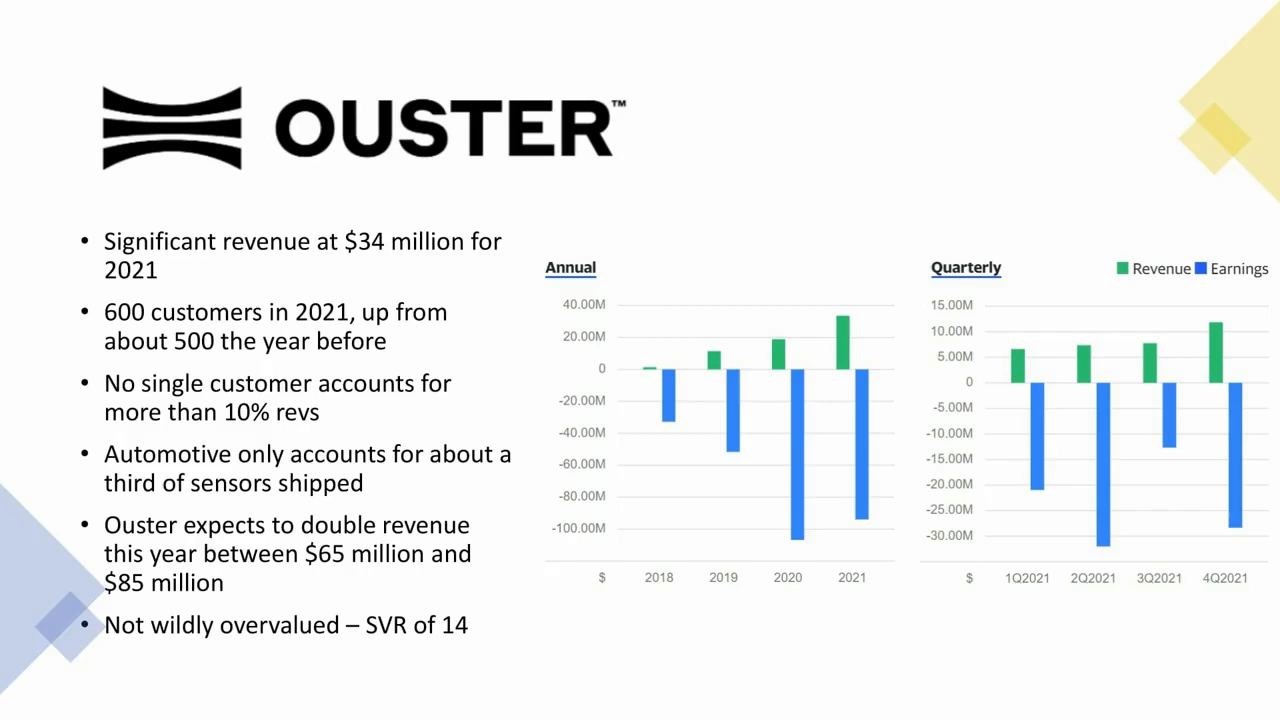 OUSTER™
• Significant revenue at $34 million for
2021
• 600 customers in 2021, up from
about 500 the year before
• No single customer accounts for
more than 10% revs
• Automotive only accounts for about a
third of sensors shipped
• Ouster expects to double revenue
this year between $65 million and
$85 million
• Not wildly overvalued – SVR of 14
Annual
40.00M
20.00M
0
-20.00M
-40.00M
-60.00M
-80.00M
-100.00M
$ 2018 2019 2020 2021
Quarterly
Revenue Earnings
15.00M
10.00M
5.00M
0
-5.00M
-10.00M
-15.00M
-20.00M
-25.00M
-30.00M
$ 1Q2021 2Q2021 3Q2021 4Q2021